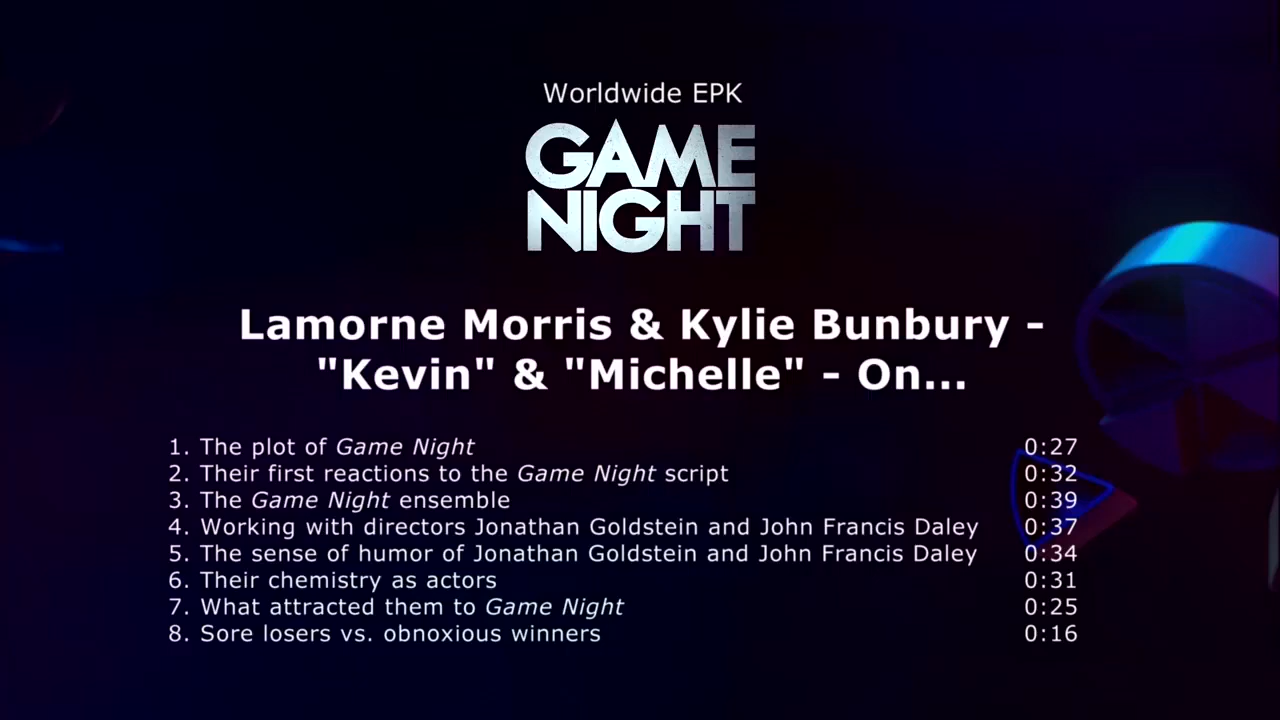 Worldwide EPK
GAME
NIGHT
Lamorne Morris & Kylie Bunbury -
"Kevin" & "Michelle" - On...
1. The plot of Game Night 0:27
2. Their first reactions to the Game Night script 0:32
3. The Game Night ensemble 0:39
4. Working with directors Jonathan Goldstein and John Francis Daley 0:37
5. The sense of humor of Jonathan Goldstein and John Francis Daley 0:34
6. Their chemistry as actors 0:31
7. What attracted them to Game Night 0:25
8. Sore losers vs. obnoxious winners 0:16